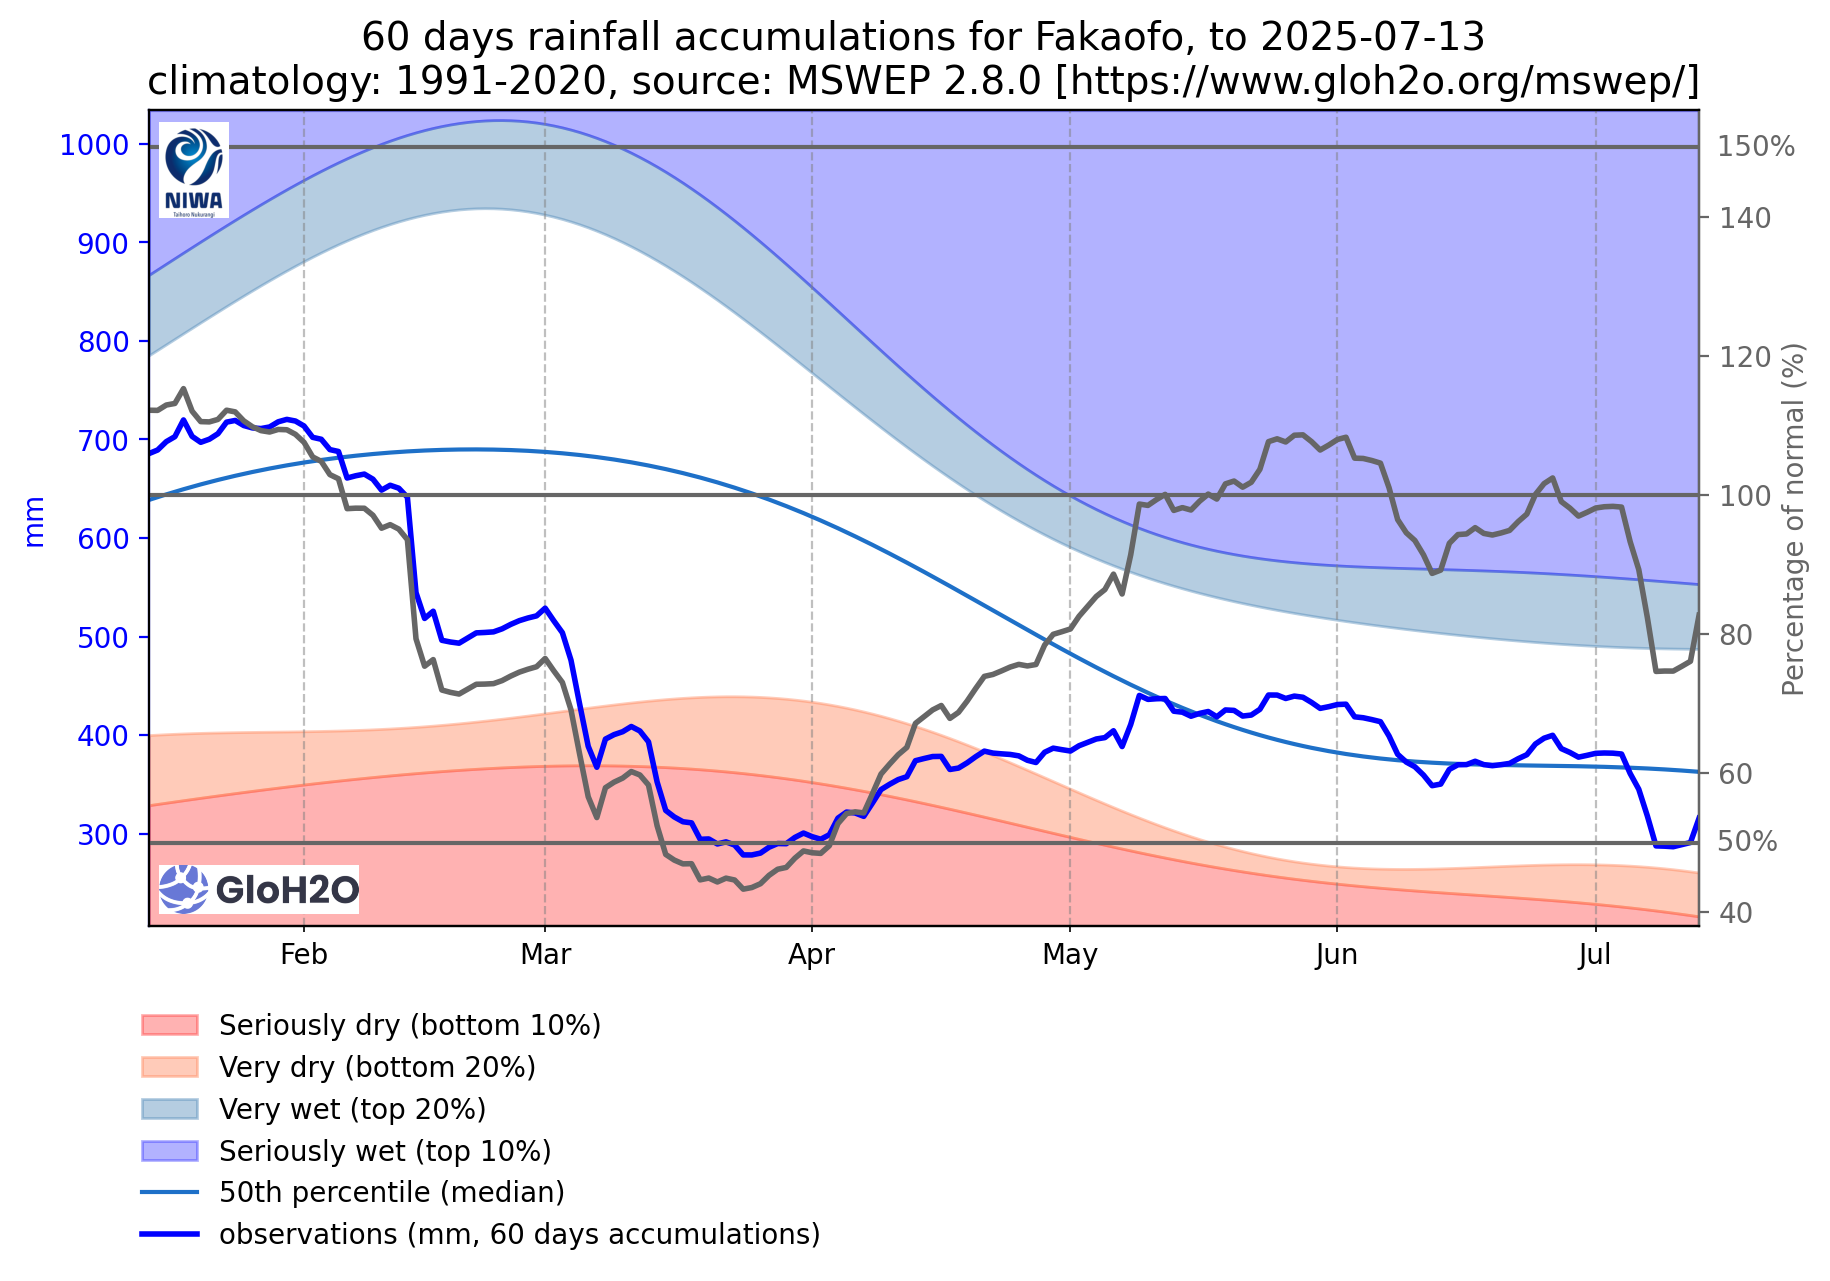 60 days rainfall accumulations for Fakaofo, to 2025-07-13
climatology: 1991-2020, source: MSWEP 2.8.0 [https://www.gloh2o.org/mswep/]
1000
900
800
700
600
500
400
300
mm
150%
140
120
100
80
60
50%
40
Percentage of normal (%)
NIWA
Taihoro Nukurangi
GloH2O
Feb
Mar
Apr
May
Jun
Jul
Seriously dry (bottom 10%)
Very dry (bottom 20%)
Very wet (top 20%)
Seriously wet (top 10%)
50th percentile (median)
observations (mm, 60 days accumulations)